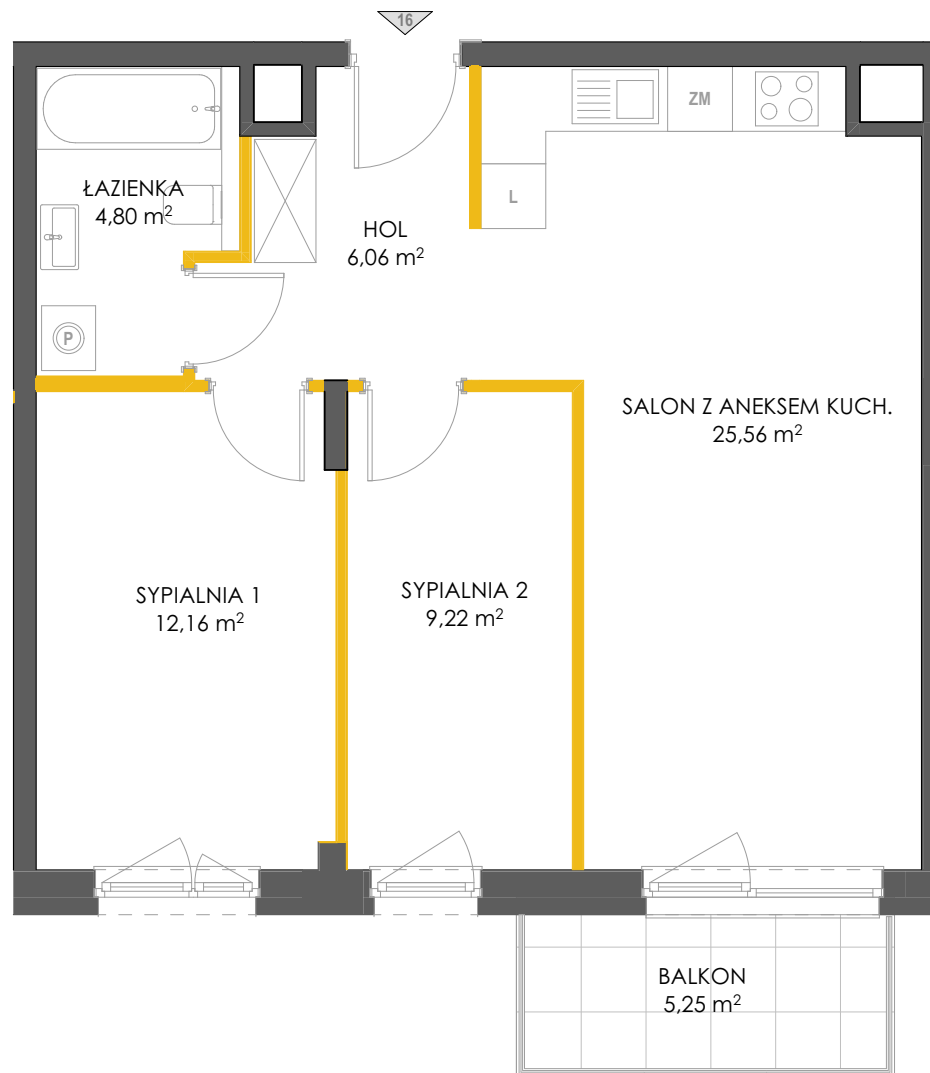 16
ZM
ŁAZIENKA
4,80 m²
L
HOL
6,06 m²
P
SALON Z ANEKSEM KUCH.
25,56 m²
SYPIALNIA 1
12,16 m²
SYPIALNIA 2
9,22 m²
BALKON
5,25 m²